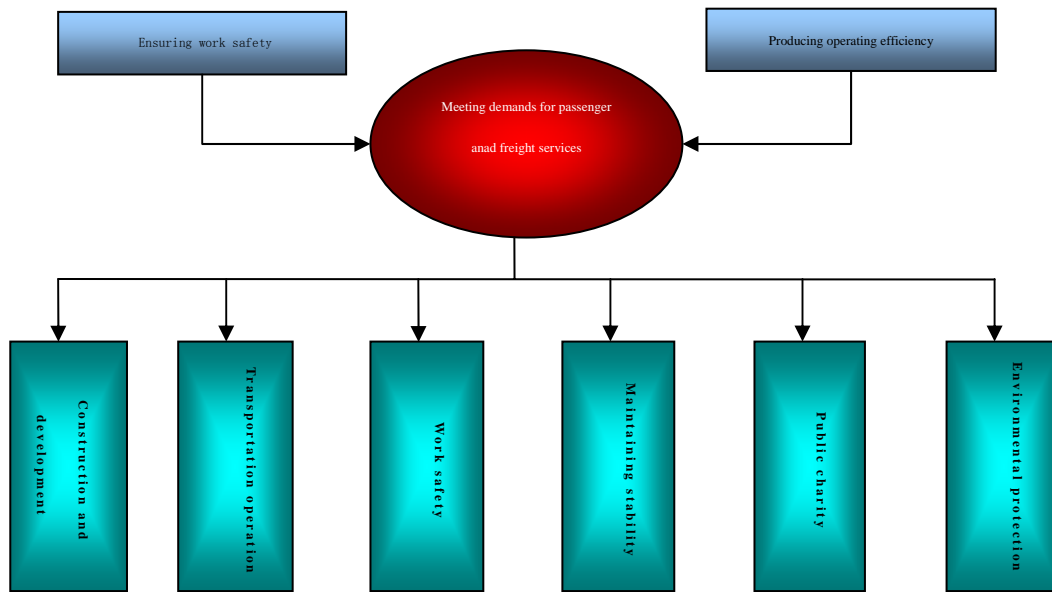 Ensuring work safety
Producing operating efficiency
Meeting demands for passenger
anad freight services
Construction and
development
Transportation operation
Work safety
Maintaining stability
Public charity
Environmental protection